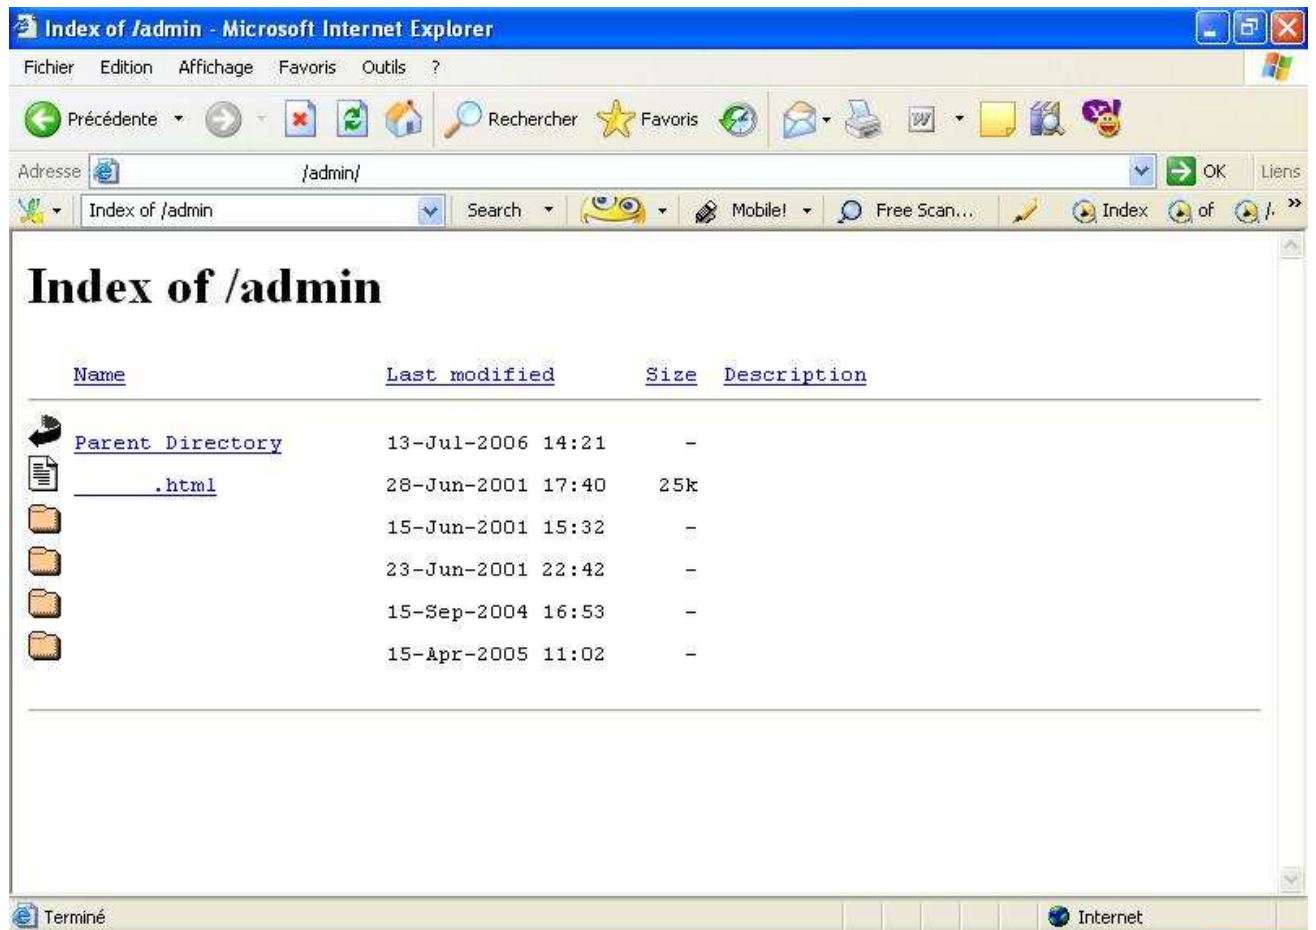 Index of /admin - Microsoft Internet Explorer
Fichier Edition Affichage Favoris Outils ?
Précédente Rechercher Favoris
Adresse /admin/ OK Liens
Index of /admin Search Mobile! Free Scan... Index of /. »
Index of /admin
Name Last modified Size Description
Parent Directory 13-Jul-2006 14:21 -
.html 28-Jun-2001 17:40 25k
15-Jun-2001 15:32 -
23-Jun-2001 22:42 -
15-Sep-2004 16:53 -
15-Apr-2005 11:02 -
Terminé Internet